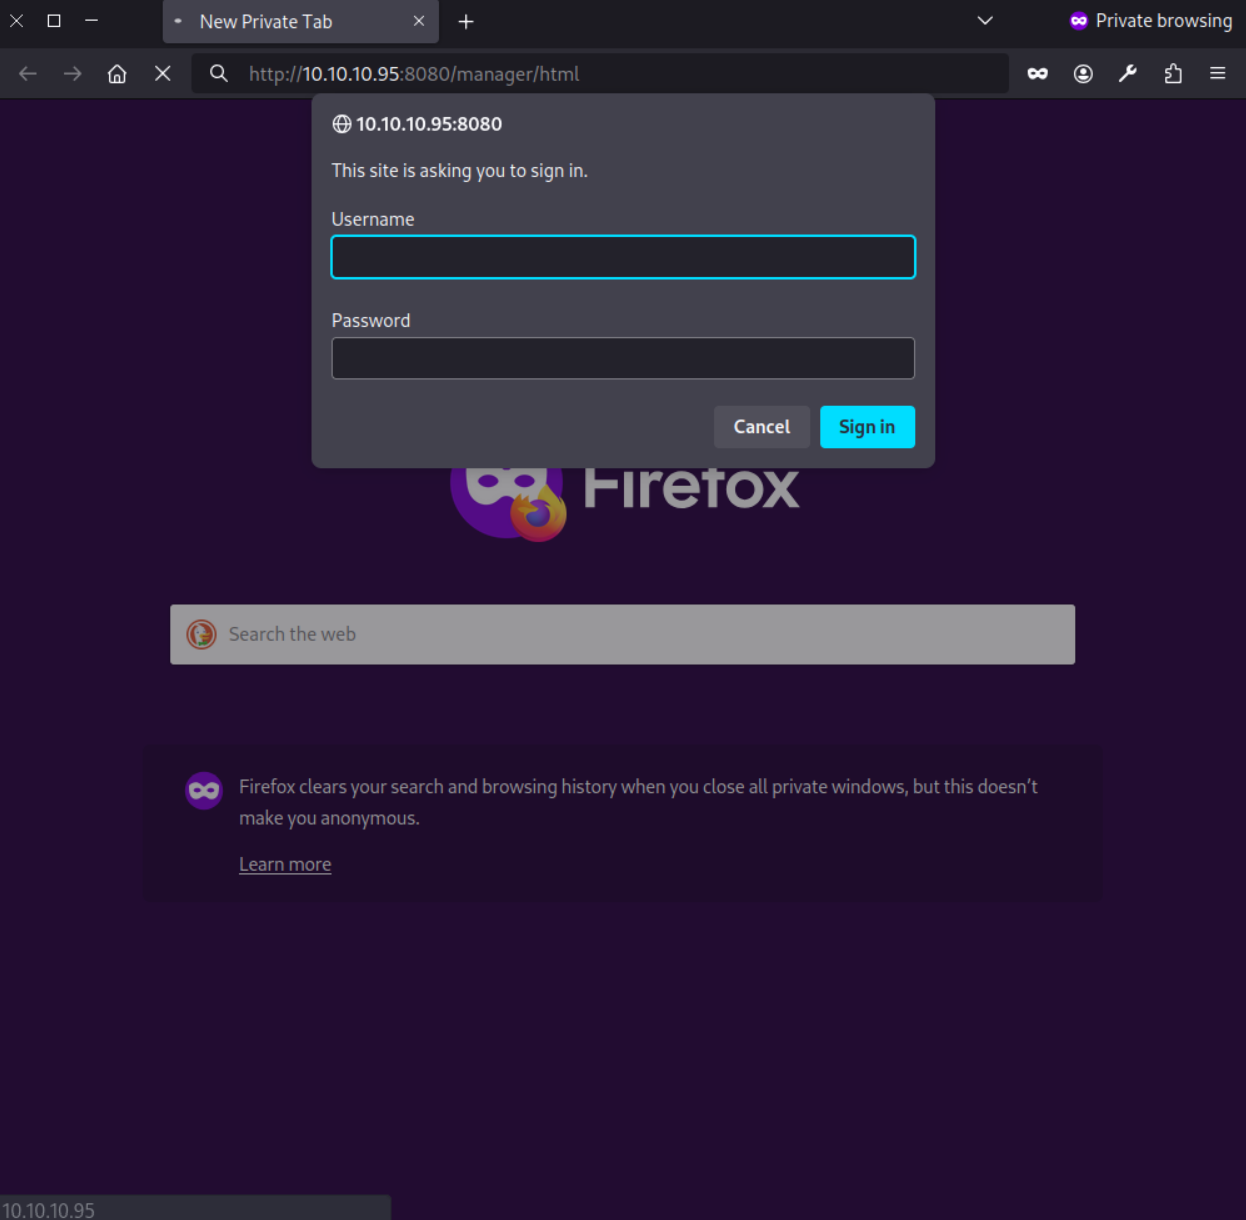 New Private Tab
Private browsing
http://10.10.10.95:8080/manager/html
10.10.10.95:8080
This site is asking you to sign in.
Username
Password
Cancel
Sign in
Firefox
Search the web
Firefox clears your search and browsing history when you close all private windows, but this doesn’t
make you anonymous.
Learn more
10.10.10.95